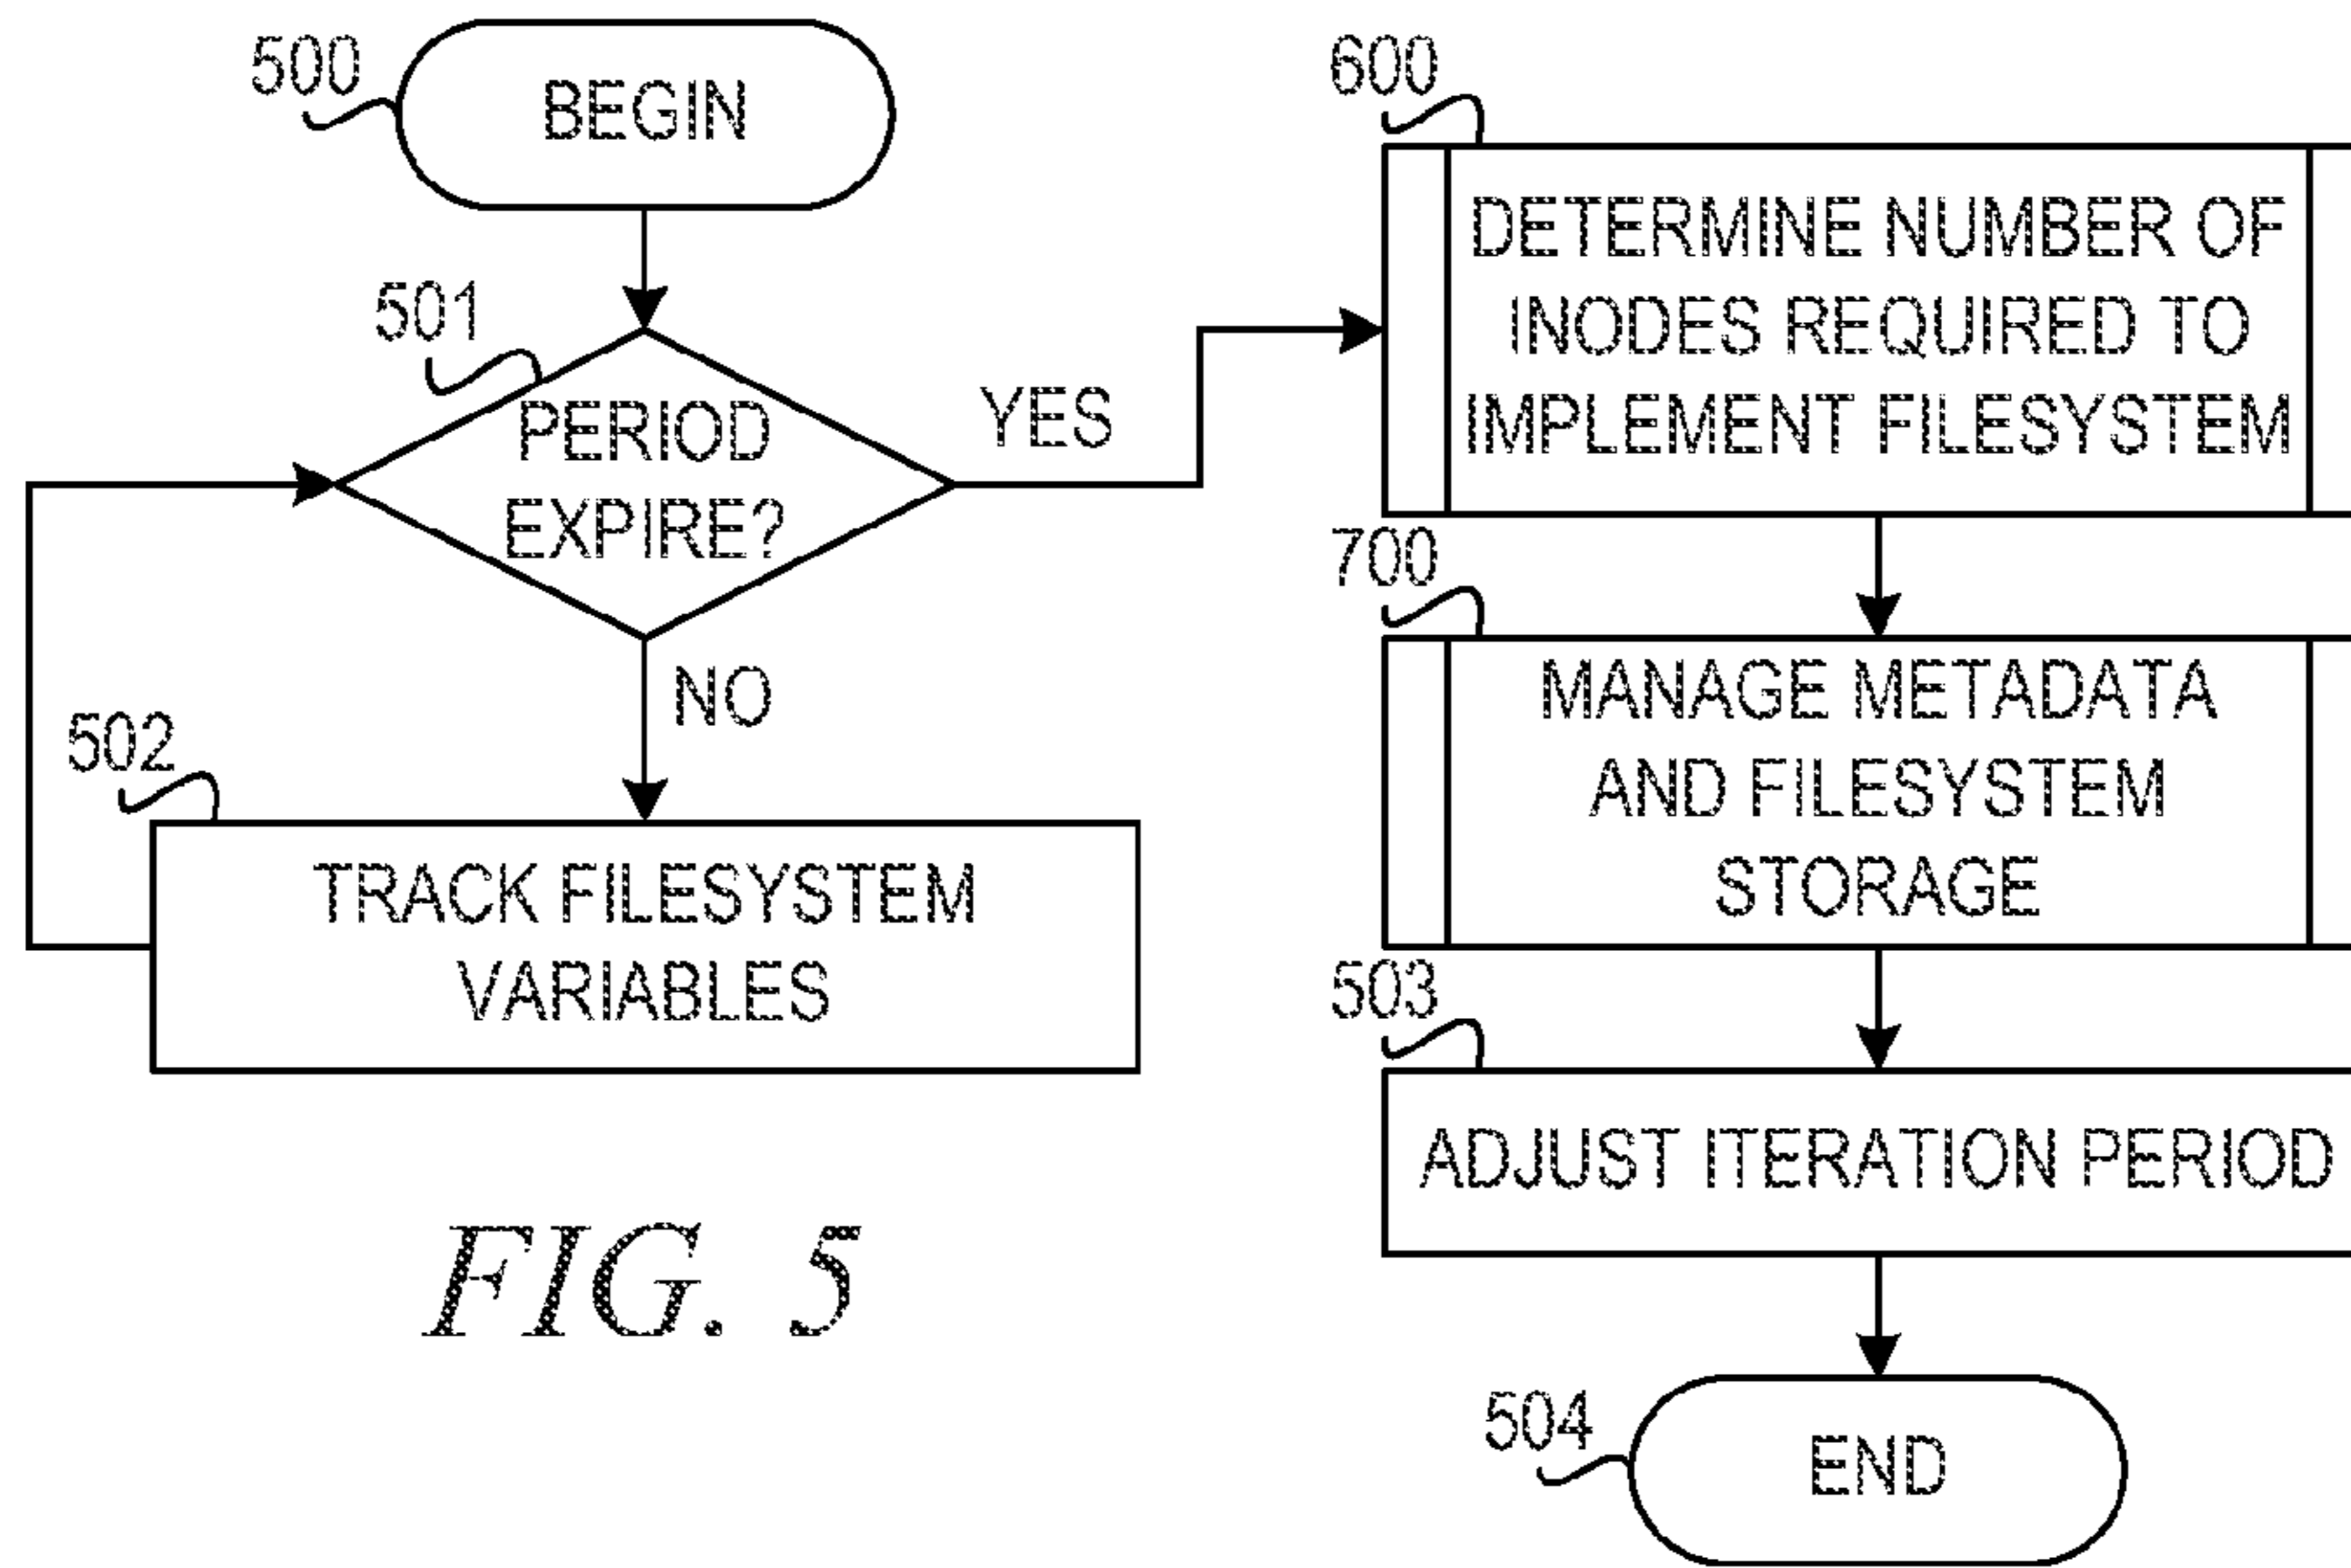 500
BEGIN
501
PERIOD
EXPIRE?
YES
NO
502
TRACK FILESYSTEM
VARIABLES
600
DETERMINE NUMBER OF
INODES REQUIRED TO
IMPLEMENT FILESYSTEM
700
MANAGE METADATA
AND FILESYSTEM
STORAGE
503
ADJUST ITERATION PERIOD
504
END
FIG. 5